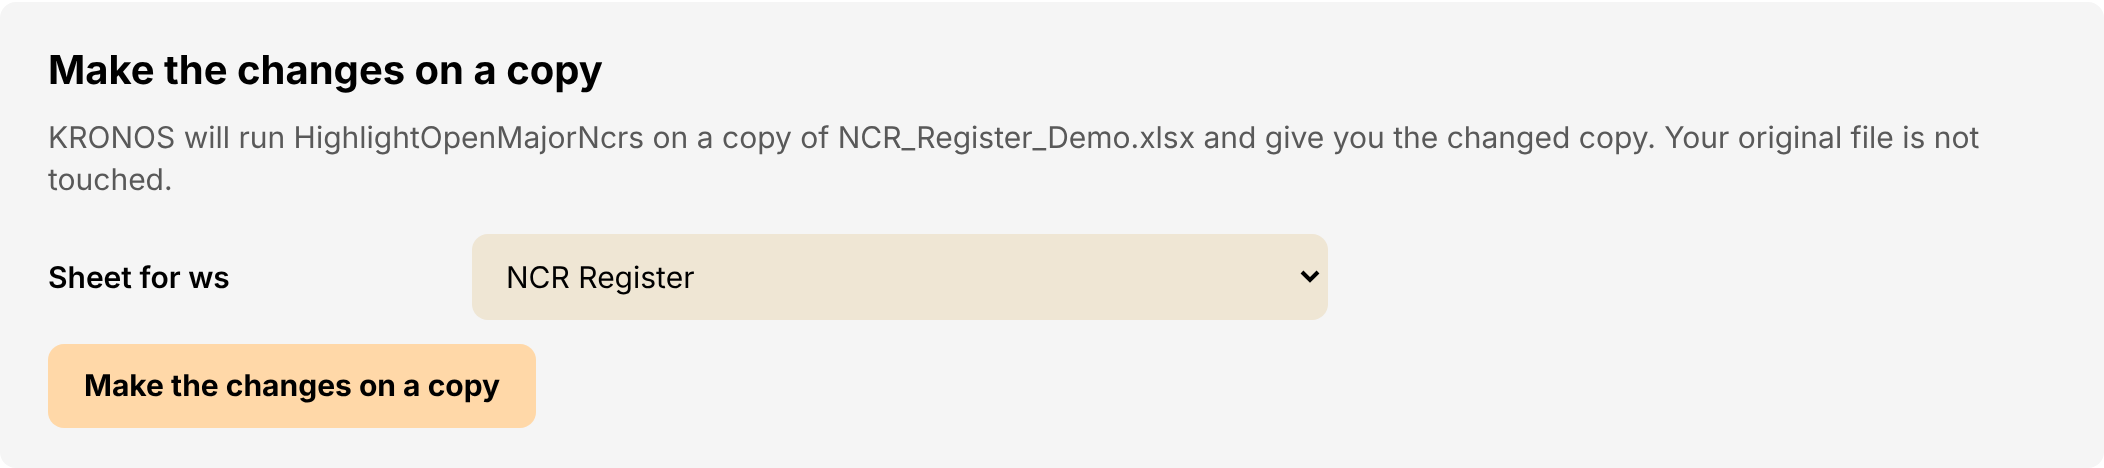 Make the changes on a copy
KRONOS will run HighlightOpenMajorNcrs on a copy of NCR_Register_Demo.xlsx and give you the changed copy. Your original file is not
touched.
Sheet for ws
NCR Register
Make the changes on a copy